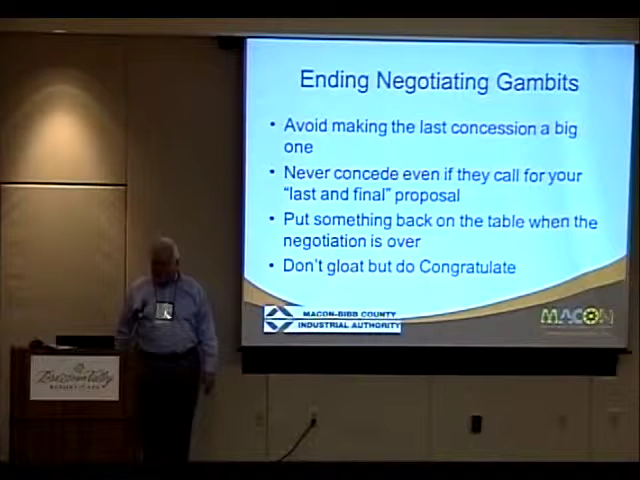 Ending Negotiating Gambits
• Avoid making the last concession a big
one
• Never concede even if they call for your
"last and final" proposal
• Put something back on the table when the
negotiation is over
• Don't gloat but do Congratulate
MACON-BIBB COUNTY
INDUSTRIAL AUTHORITY
MACON